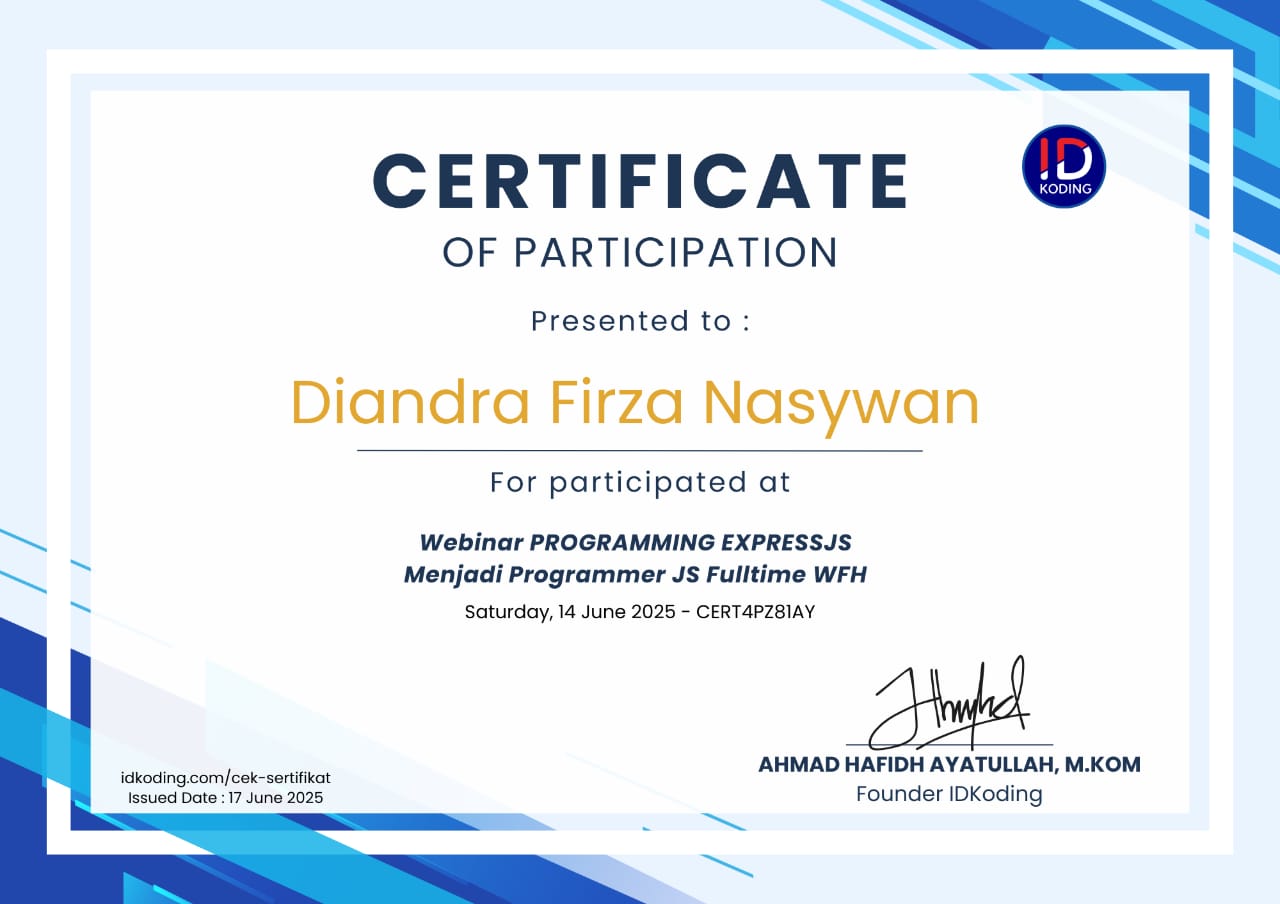 CERTIFICATE
ID
KODING
OF PARTICIPATION
Presented to :
Diandra Firza Nasywan
For participated at
Webinar PROGRAMMING EXPRESSJS
Menjadi Programmer JS Fulltime WFH
Saturday, 14 June 2025 - CERT4PZ81AY
AHMAD HAFIDH AYATULLAH, M.KOM
Founder IDKoding
idkoding.com/cek-sertifikat
Issued Date : 17 June 2025